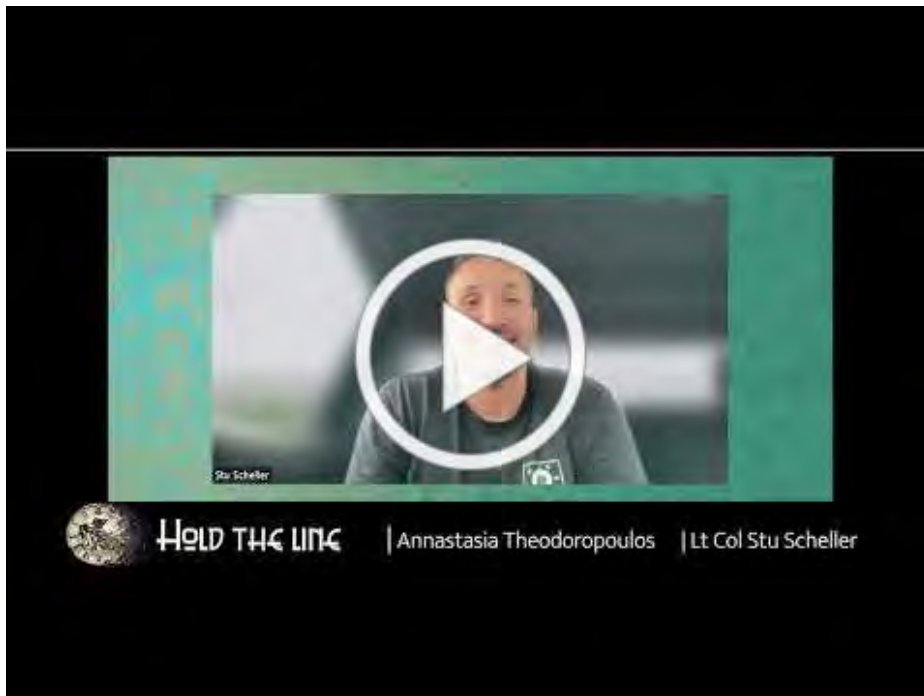 Stu Scheller
HOLD THE LINE |Annastasia Theodoropoulos |Lt Col Stu Scheller